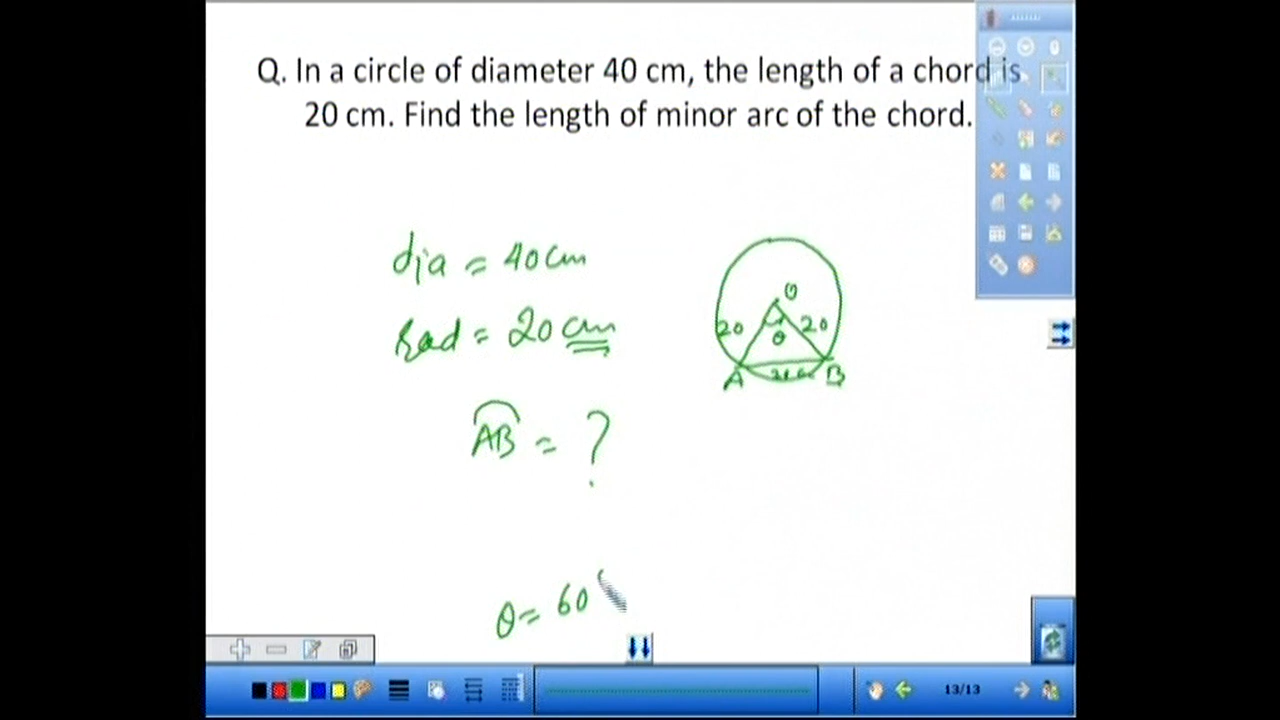 Q. In a circle of diameter 40 cm, the length of a chord is
20 cm. Find the length of minor arc of the chord.
dia = 40 cm
Rad = 20 cm
AB = ?
θ = 60
O
20 20
θ
A B
13/13